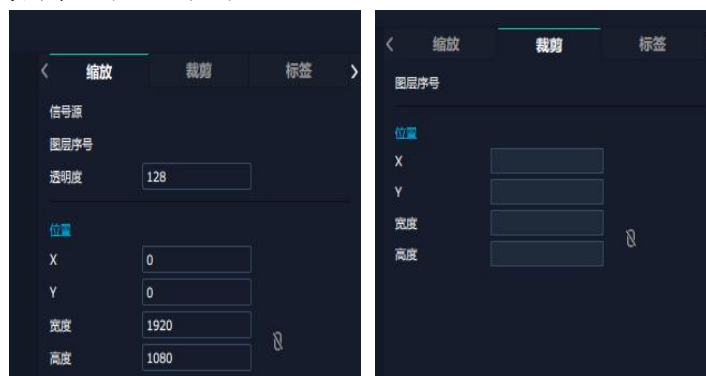 缩放 裁剪 标签
信号源
图层序号
透明度 128
位置
X 0
Y 0
宽度 1920
高度 1080
缩放 裁剪 标签
图层序号
位置
X
Y
宽度
高度